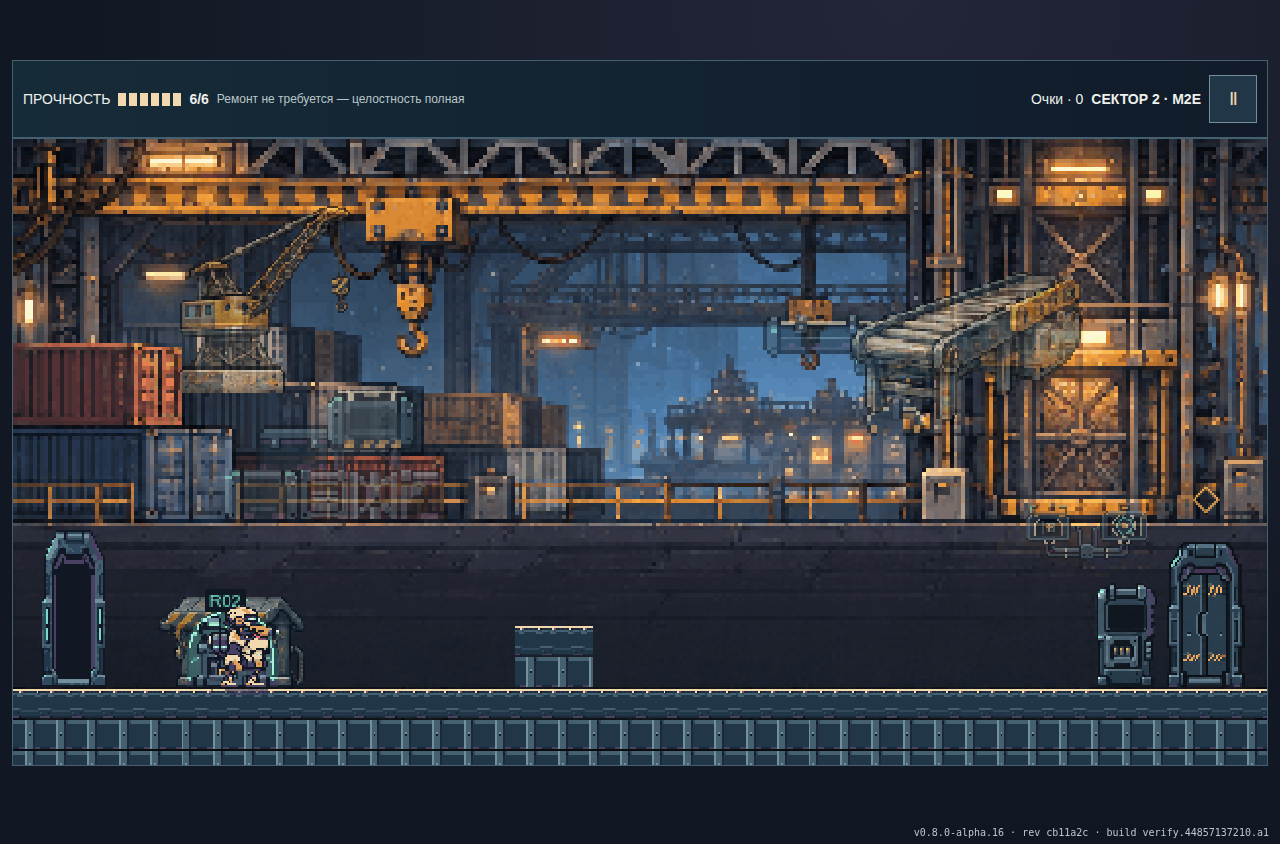 ПРОЧНОСТЬ 6/6 Ремонт не требуется — целостность полная
Очки · 0 СЕКТОР 2 · M2E
R02
v0.8.0-alpha.16 · rev cb11a2c · build verify.44857137210.a1